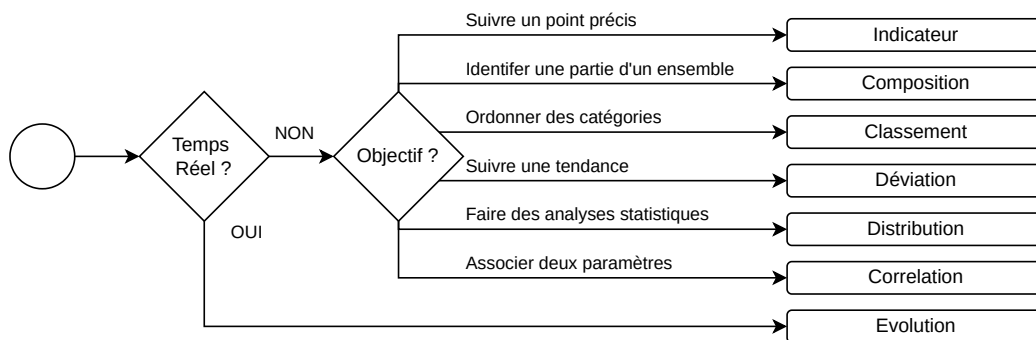 Suivre un point précis
Indicateur
Identifer une partie d'un ensemble
Composition
Ordonner des catégories
Classement
Temps
Réel ?
NON
Objectif ?
Suivre une tendance
Déviation
Faire des analyses statistiques
Distribution
OUI
Associer deux paramètres
Correlation
Evolution